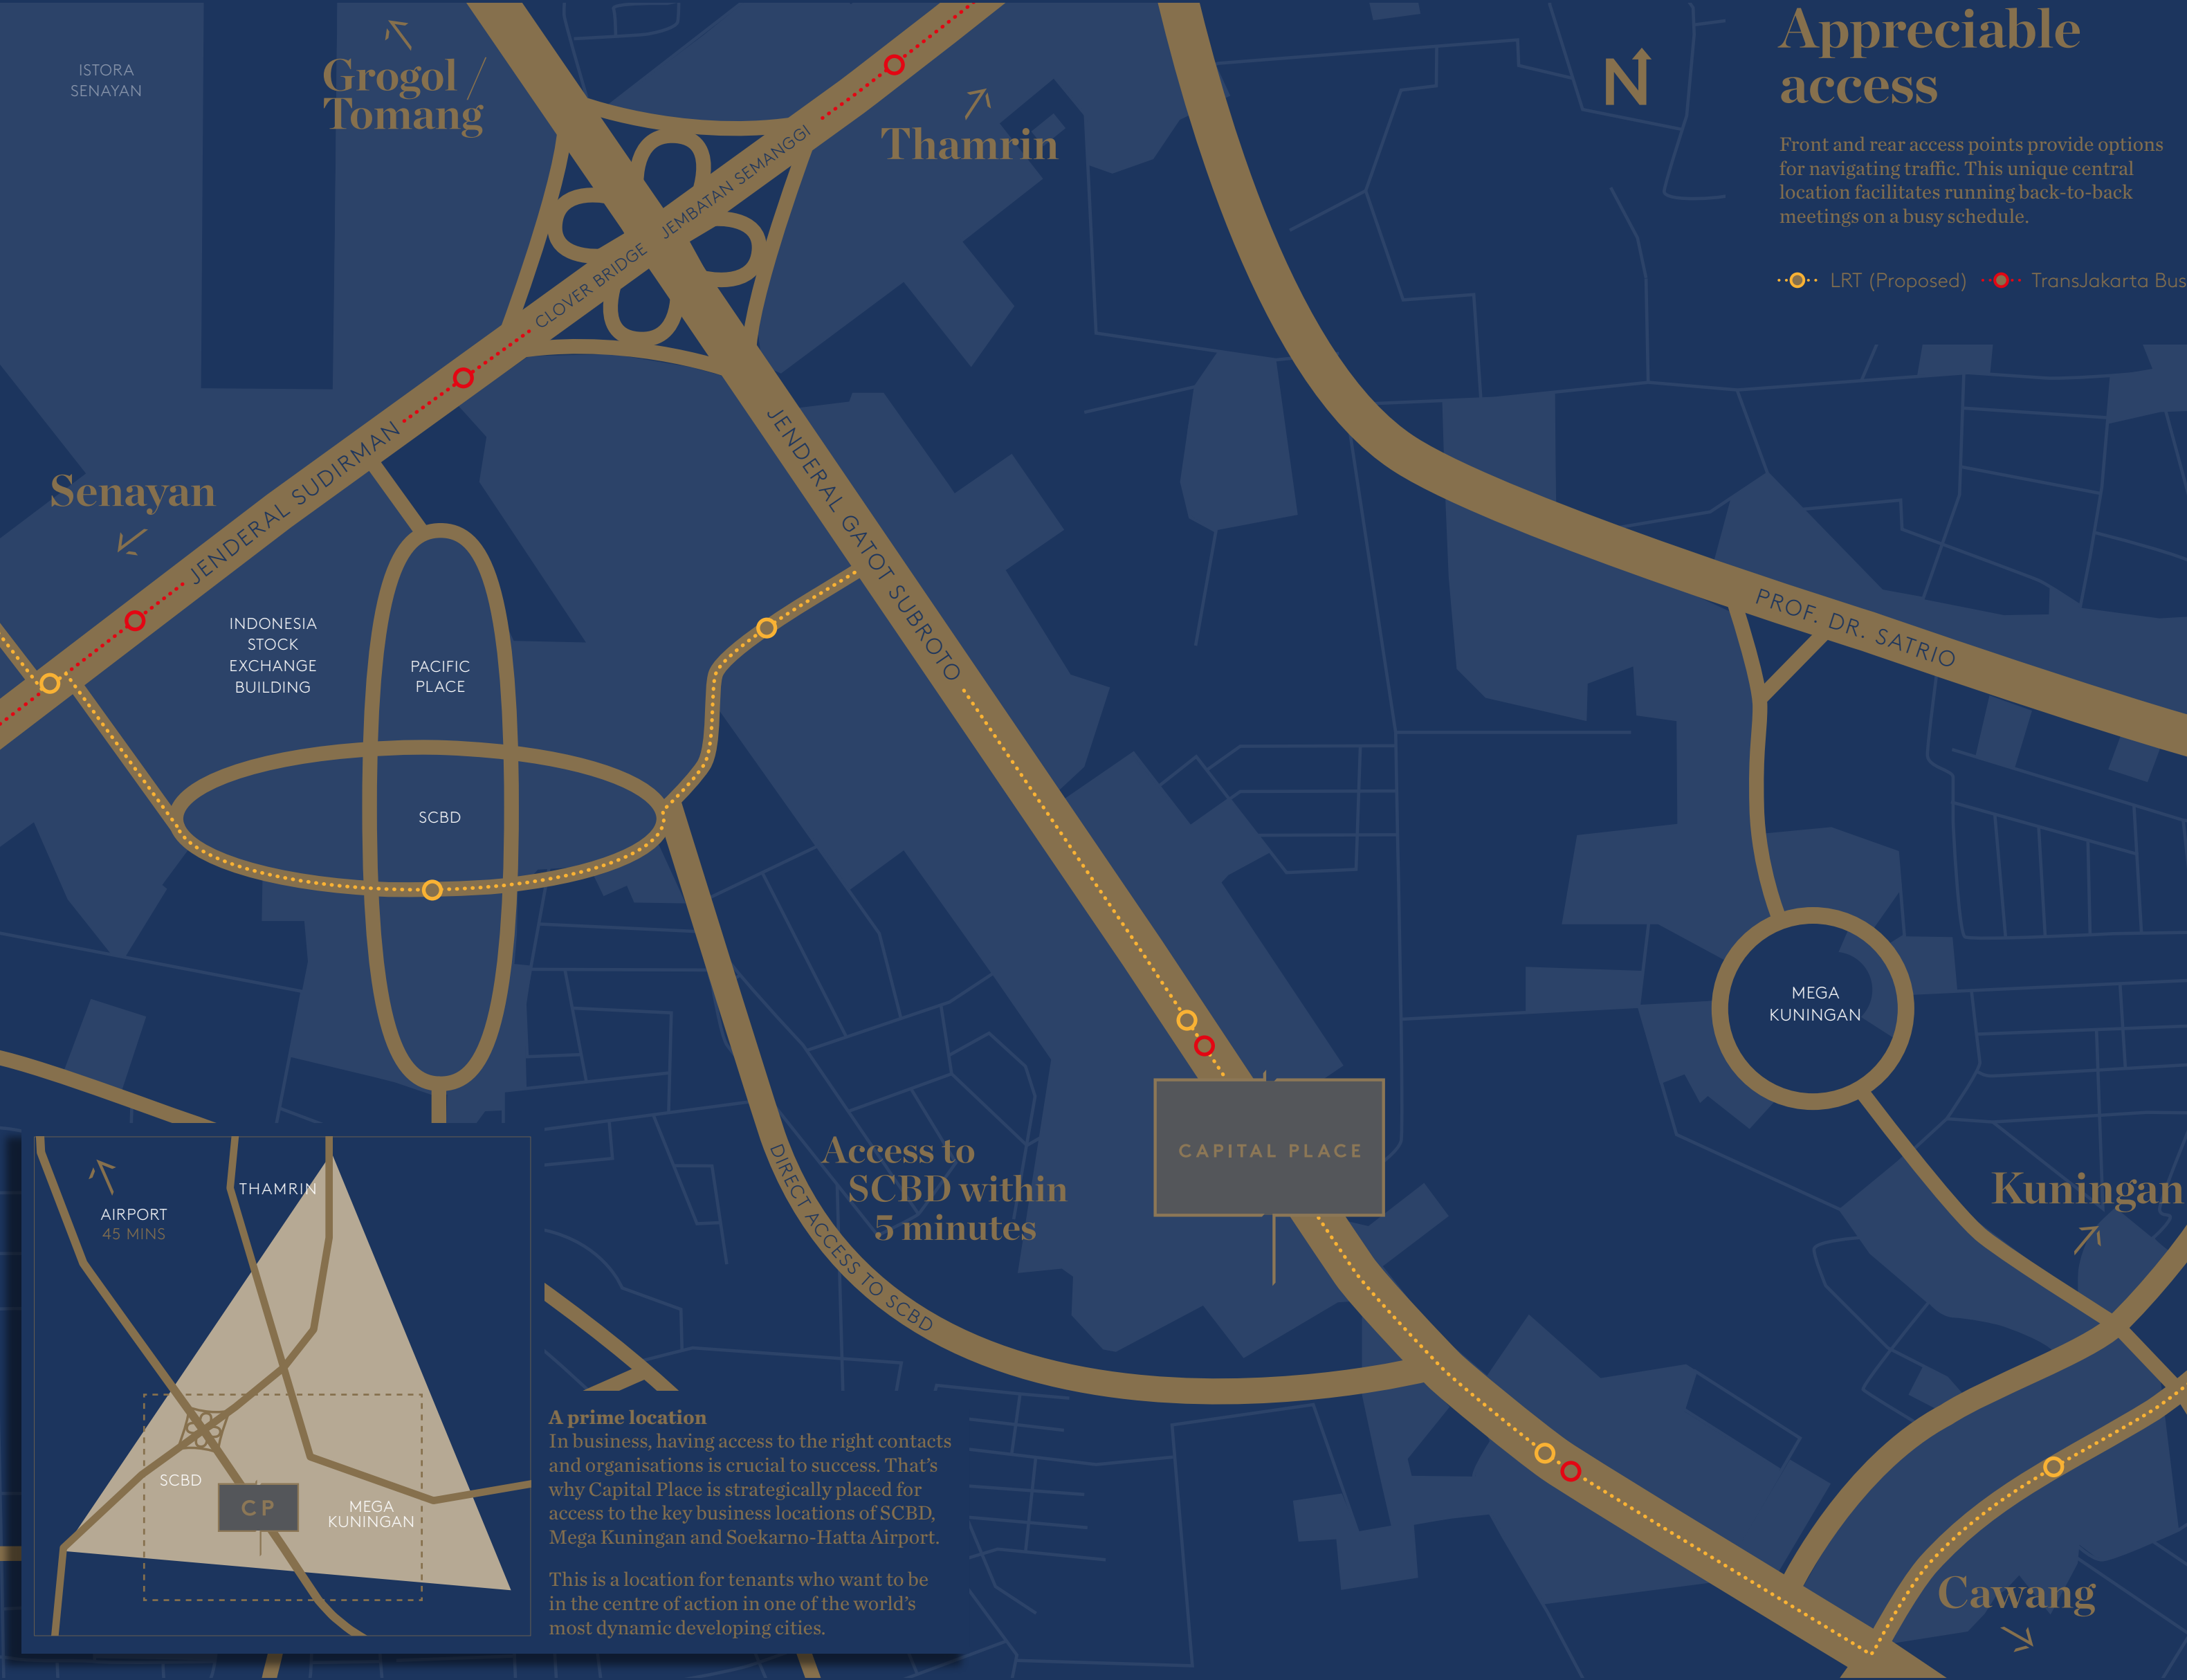 Appreciable
access
Front and rear access points provide options
for navigating traffic. This unique central
location facilitates running back-to-back
meetings on a busy schedule.
LRT (Proposed)
TransJakarta Bus
N
ISTORA
SENAYAN
Grogol /
Tomang
Thamrin
JEMBATAN SEMANGGI
CLOVER BRIDGE
Senayan
JENDERAL SUDIRMAN
JENDERAL GATOT SUBROTO
PROF. DR. SATRIO
INDONESIA
STOCK
EXCHANGE
BUILDING
PACIFIC
PLACE
SCBD
MEGA
KUNINGAN
CAPITAL PLACE
Access to
SCBD within
5 minutes
DIRECT ACCESS TO SCBD
Kuningan
Cawang
THAMRIN
AIRPORT
45 MINS
SCBD
CP
MEGA
KUNINGAN
A prime location
In business, having access to the right contacts
and organisations is crucial to success. That’s
why Capital Place is strategically placed for
access to the key business locations of SCBD,
Mega Kuningan and Soekarno-Hatta Airport.
This is a location for tenants who want to be
in the centre of action in one of the world’s
most dynamic developing cities.